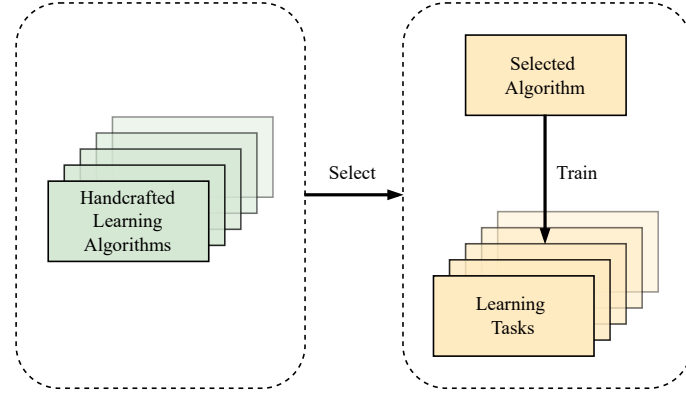 Handcrafted
Learning
Algorithms
Select
Selected
Algorithm
Train
Learning
Tasks